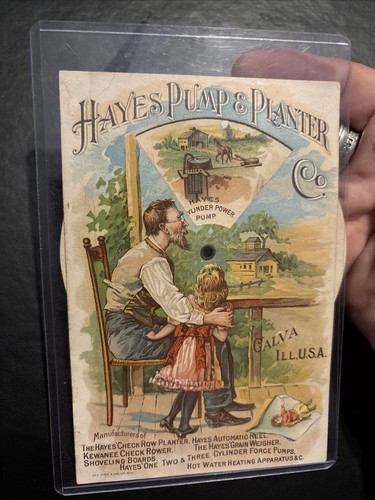 HAYES PUMP & PLANTER
CO.
HAYES
CYLINDER POWER
PUMP
GALVA
ILL.U.S.A.
Manufacturers of
THE HAYES CHECK ROW PLANTER. HAYES AUTOMATIC REEL.
KEWANEE CHECK ROWER. THE HAYES GRAIN WEIGHER.
SHOVELING BOARDS.
HAYES' ONE TWO & THREE CYLINDER FORCE PUMPS.
HOT WATER HEATING APPARATUS &C.